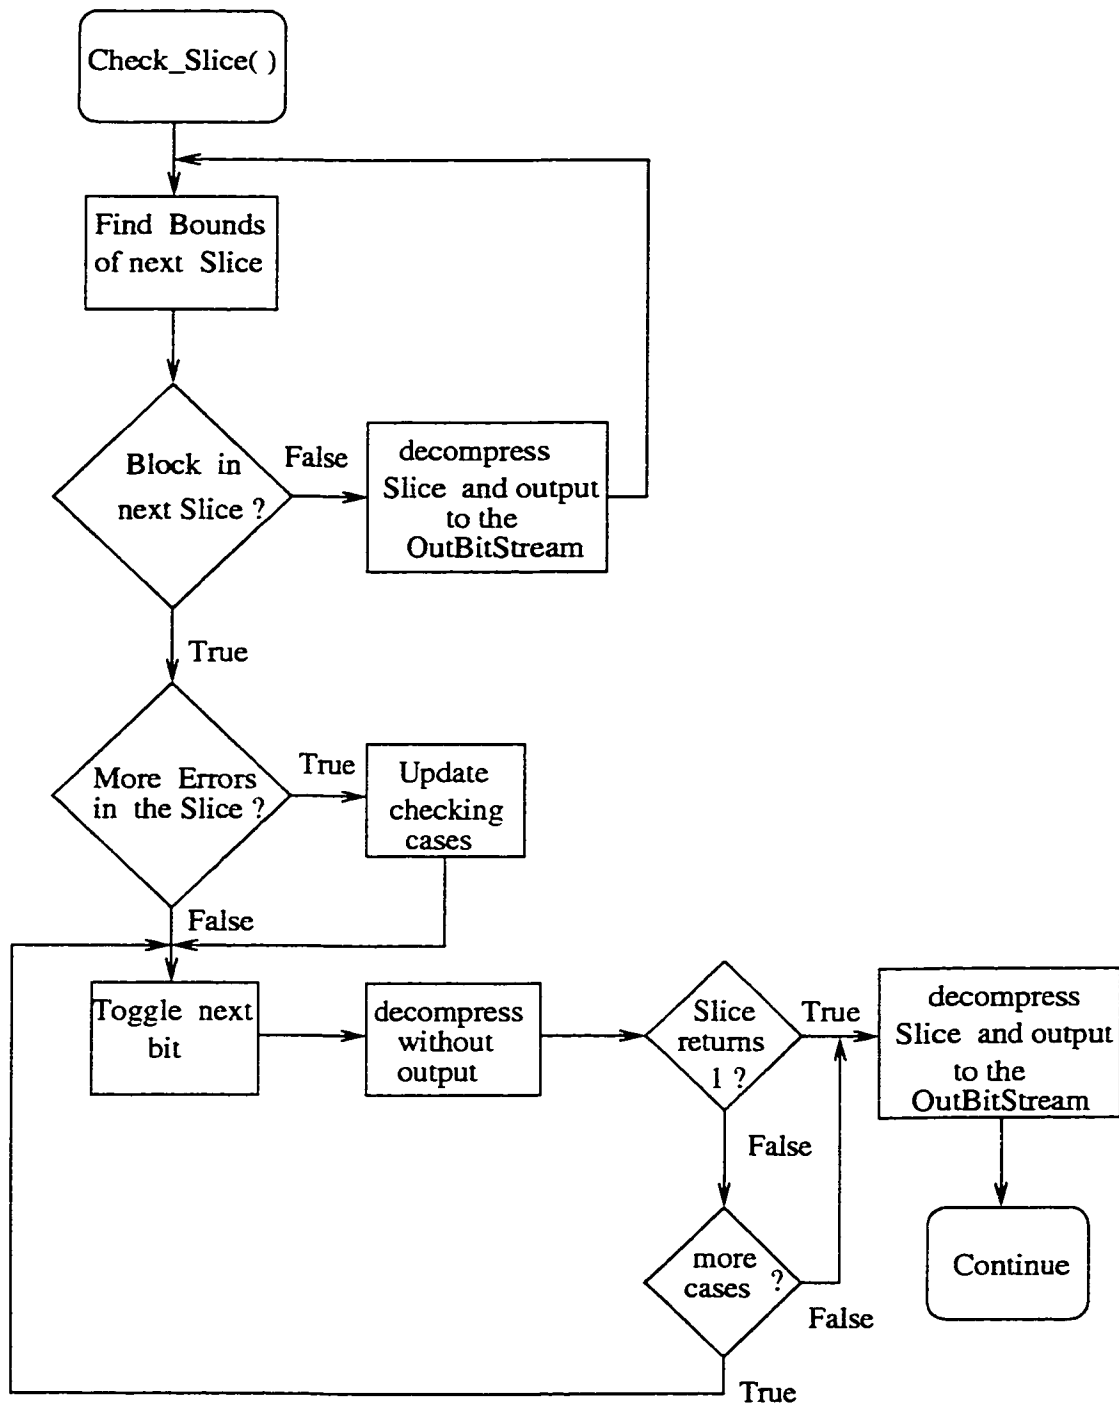 Check_Slice( )
Find Bounds
of next Slice
Block in
next Slice ?
False
decompress
Slice and output
to the
OutBitStream
True
More Errors
in the Slice ?
True
Update
checking
cases
False
Toggle next
bit
decompress
without
output
Slice
returns
1 ?
True
decompress
Slice and output
to the
OutBitStream
False
more
cases ?
False
Continue
True